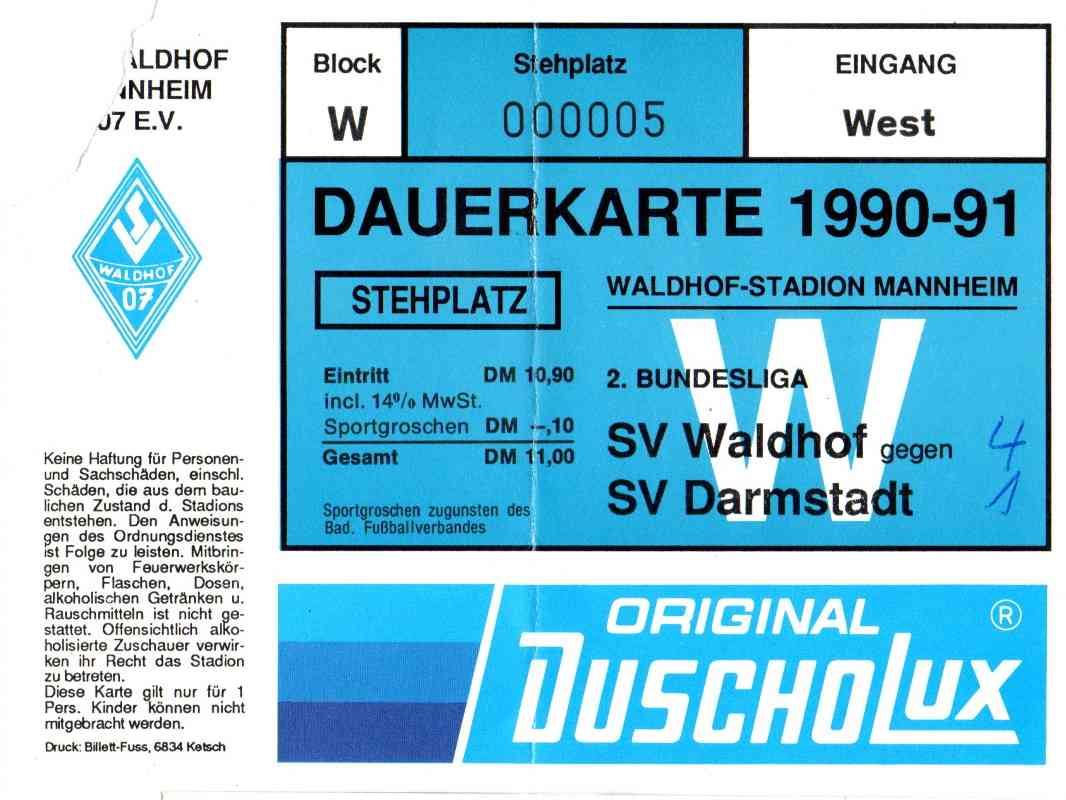 ALDHOF
NNHEIM
07 E.V.
WALDHOF
07
Keine Haftung für Personen-
und Sachschäden, einschl.
Schäden, die aus dem bau-
lichen Zustand d. Stadions
entstehen. Den Anweisun-
gen des Ordnungsdienstes
ist Folge zu leisten. Mitbrin-
gen von Feuerwerkskör-
pern, Flaschen, Dosen,
alkoholischen Getränken u.
Rauschmitteln ist nicht ge-
stattet. Offensichtlich alko-
holisierte Zuschauer verwir-
ken ihr Recht das Stadion
zu betreten.
Diese Karte gilt nur für 1
Pers. Kinder können nicht
mitgebracht werden.
Druck: Billett-Fuss, 6834 Ketsch
Block
W
Stehplatz
000005
EINGANG
West
DAUERKARTE 1990-91
STEHPLATZ
Eintritt DM 10,90
incl. 14% MwSt.
Sportgroschen DM –,10
Gesamt DM 11,00
Sportgroschen zugunsten des
Bad. Fußballverbandes
WALDHOF-STADION MANNHEIM
W
2. BUNDESLIGA
SV Waldhof gegen 4
SV Darmstadt 1
ORIGINAL ®
DUSCHOLUX